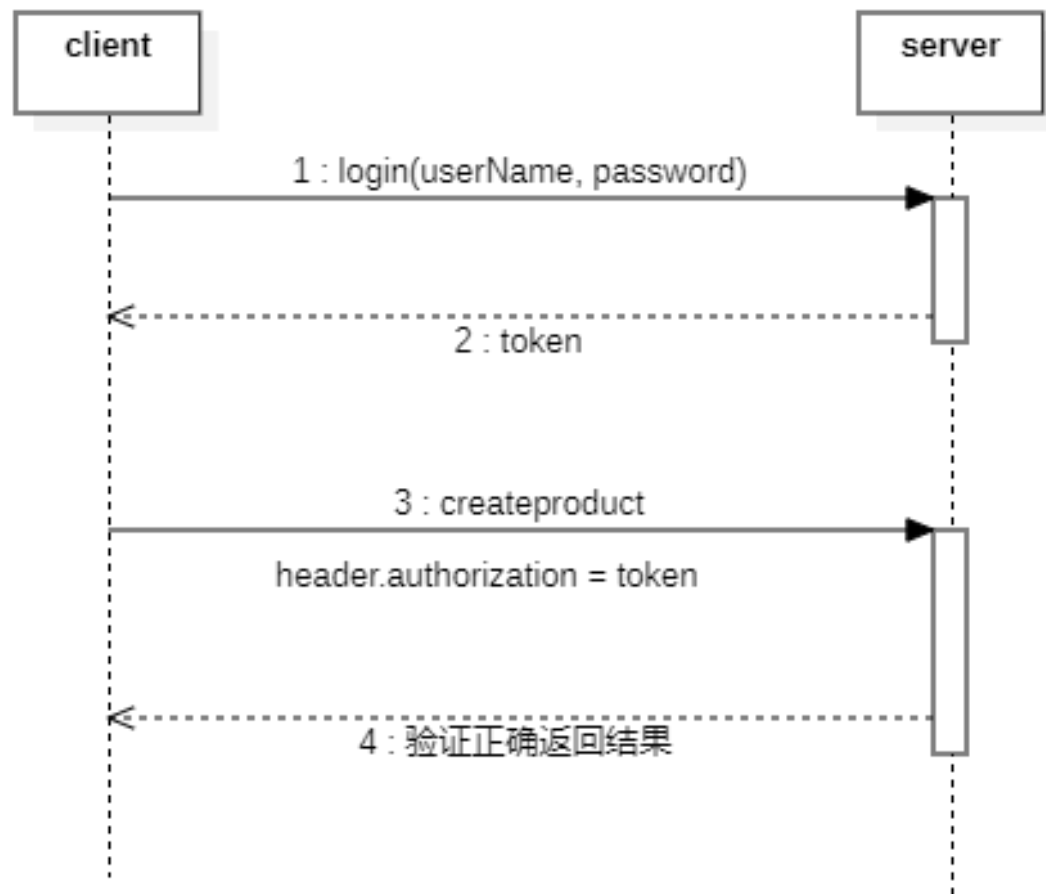 client
server
1 : login(userName, password)
2 : token
3 : createproduct
header.authorization = token
4 : 验证正确返回结果